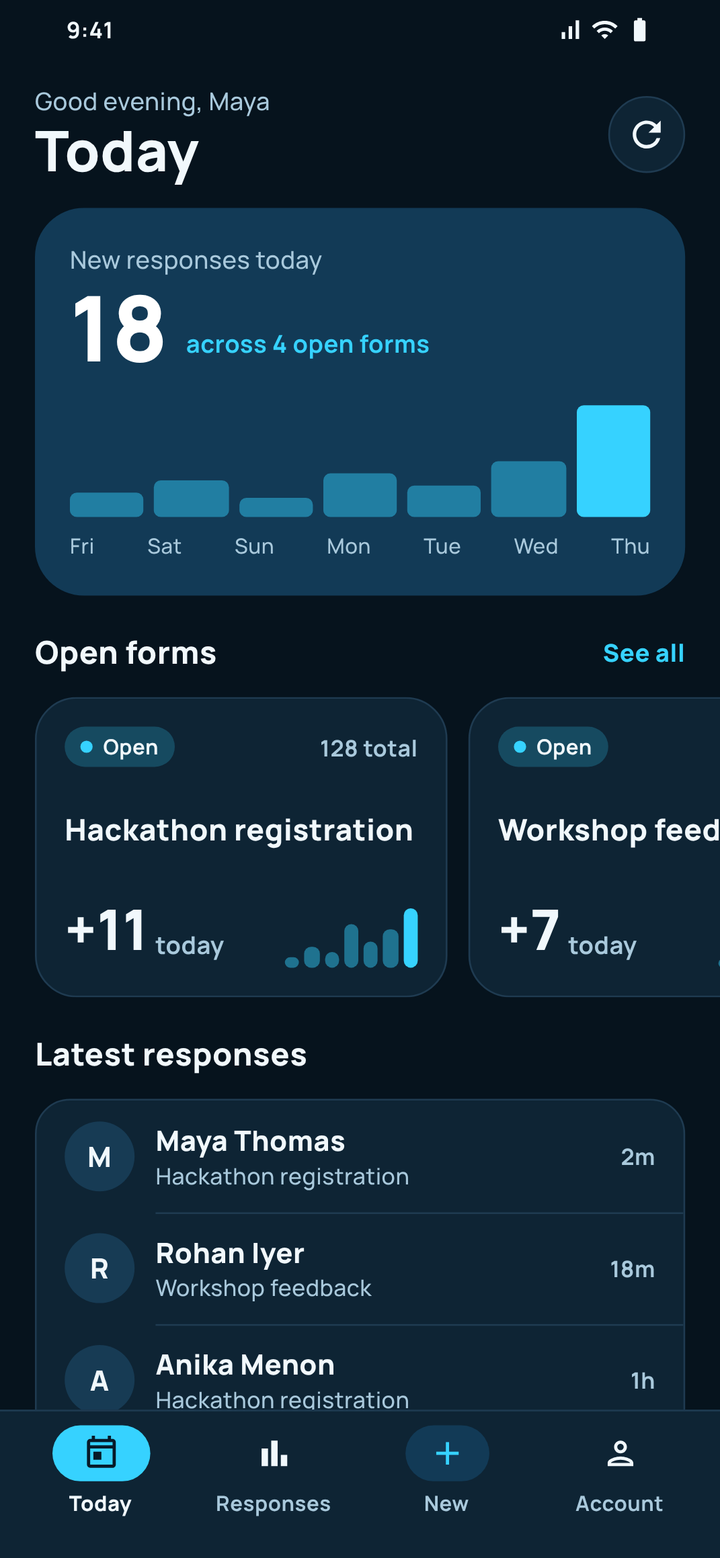 9:41
Good evening, Maya
Today
New responses today
18 across 4 open forms
Fri Sat Sun Mon Tue Wed Thu
Open forms See all
Open 128 total
Hackathon registration
+11 today
Open
Workshop feed
+7 today
Latest responses
M
Maya Thomas
Hackathon registration
2m
R
Rohan Iyer
Workshop feedback
18m
A
Anika Menon
Hackathon registration
1h
Today Responses New Account